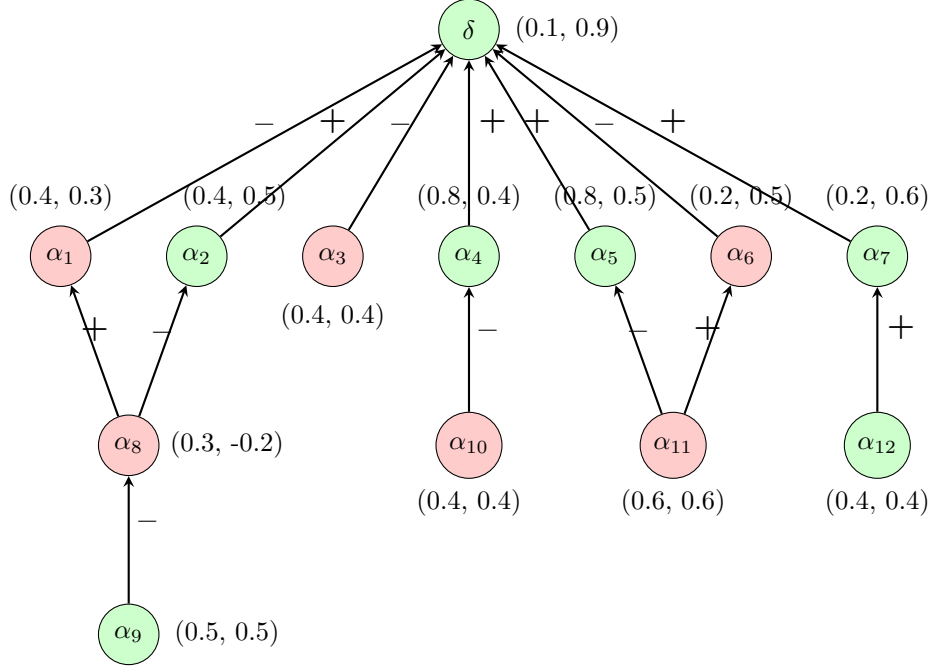 δ (0.1, 0.9)
− + − + + − +
(0.4, 0.3) (0.4, 0.5) (0.8, 0.4) (0.8, 0.5) (0.2, 0.5) (0.2, 0.6)
α₁ α₂ α₃ α₄ α₅ α₆ α₇
(0.4, 0.4)
+ − − − + +
α₈ (0.3, -0.2) α₁₀ α₁₁ α₁₂
(0.4, 0.4) (0.6, 0.6) (0.4, 0.4)
−
α₉ (0.5, 0.5)